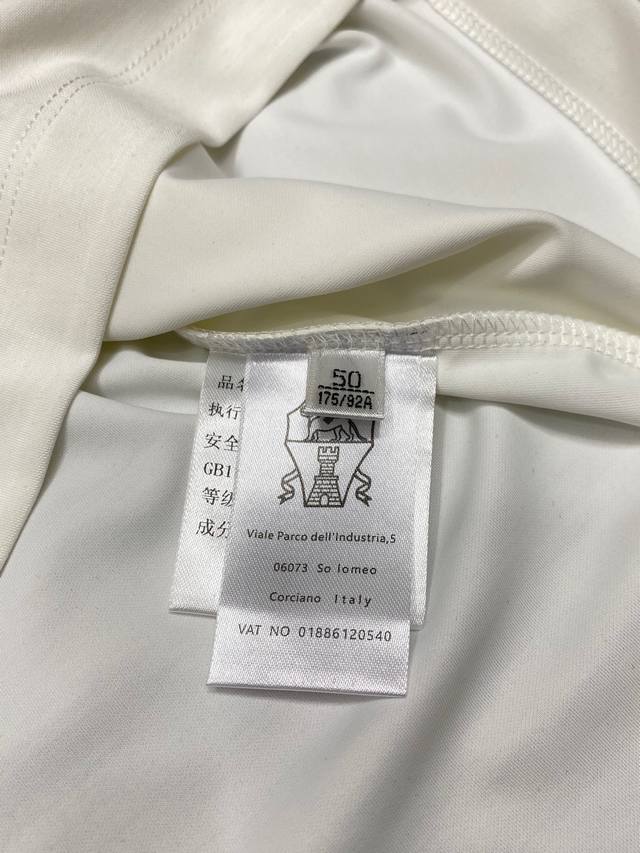 50
175/92A
Viale Parco dell'Industria,5
06073 So lomeo
Corciano Italy
VAT NO 01886120540
品名
执行
安全
GB1
等级
成分